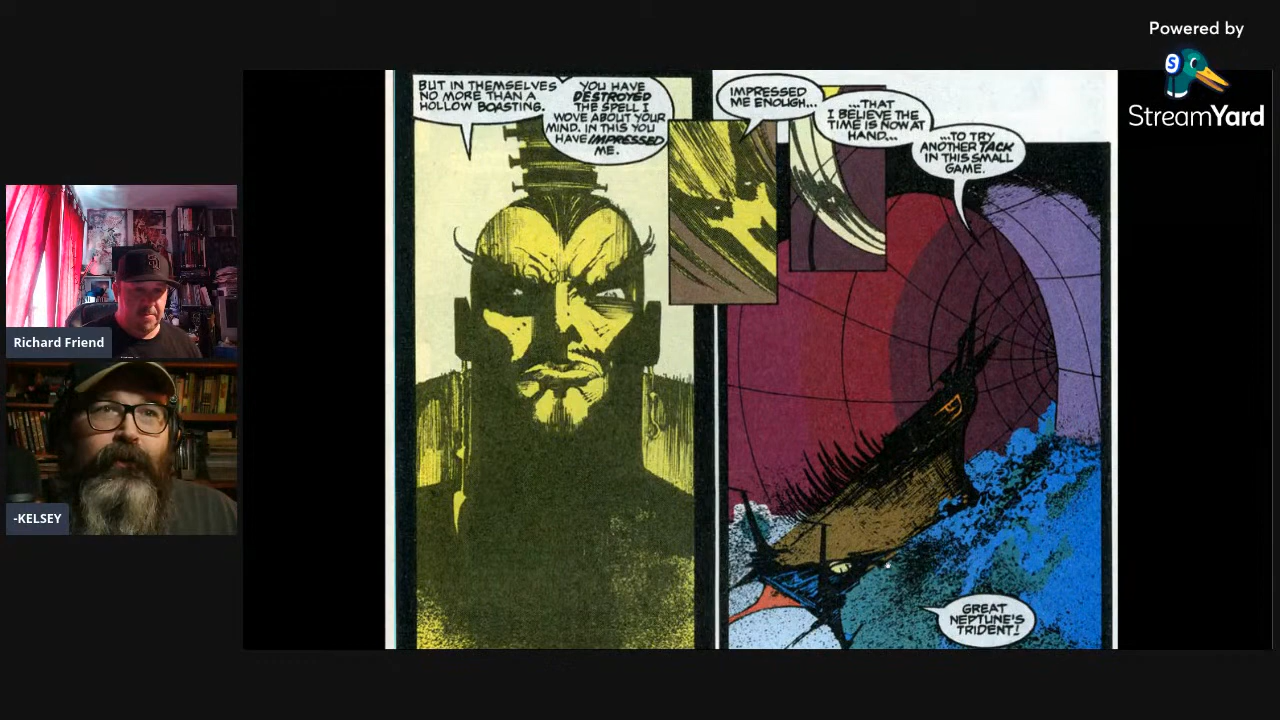 Powered by
StreamYard
BUT IN THEMSELVES
NO MORE THAN A
HOLLOW BOASTING.
YOU HAVE
DESTROYED
THE SPELL I
WOVE ABOUT YOUR
MIND. IN THIS YOU
HAVE IMPRESSED
ME.
IMPRESSED
ME ENOUGH...
...THAT
I BELIEVE THE
TIME IS NOW AT
HAND...
...TO TRY
ANOTHER TACK
IN THIS SMALL
GAME.
GREAT
NEPTUNE'S
TRIDENT!
Richard Friend
-KELSEY